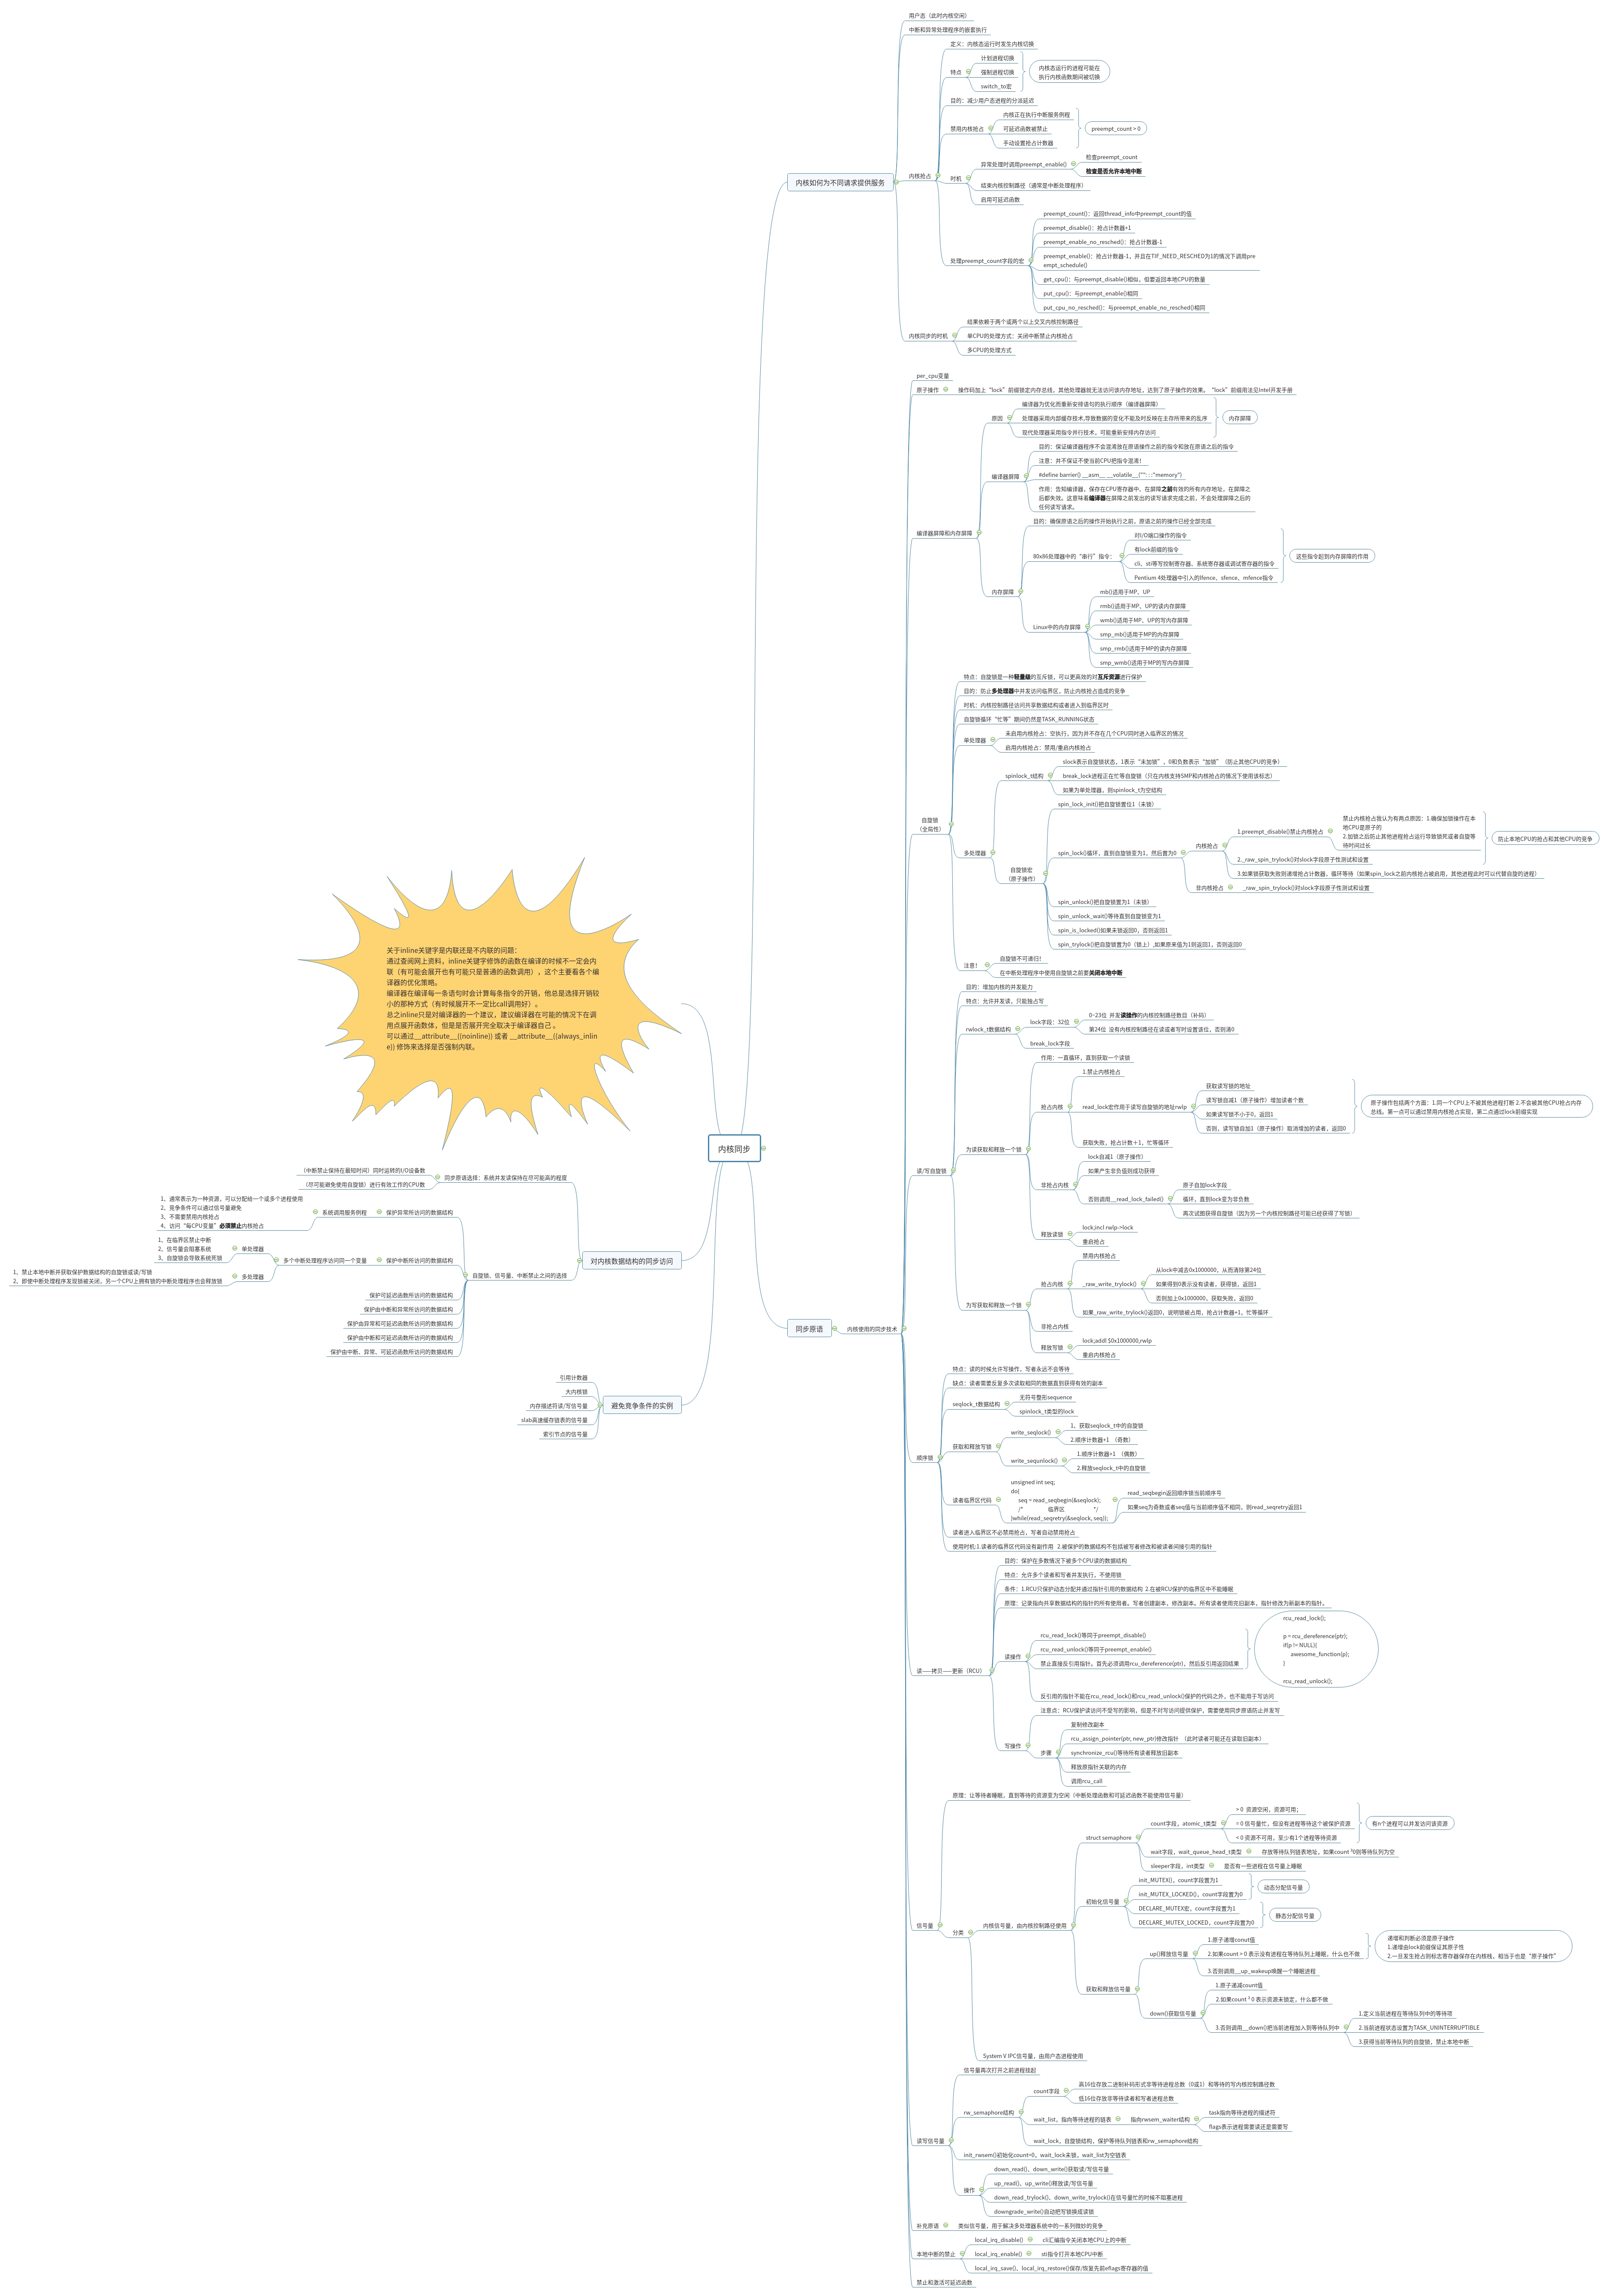 内核同步
内核如何为不同请求提供服务
用户态（此时内核空闲）
中断和异常处理程序的嵌套执行
内核抢占
定义：内核态运行时发生内核切换
特点
计划进程切换
强制进程切换
switch_to宏
内核态运行的进程可能在
执行内核函数期间被切换
目的：减少用户态进程的分派延迟
禁用内核抢占
内核正在执行中断服务例程
可延迟函数被禁止
手动设置抢占计数器
preempt_count > 0
时机
异常处理时调用preempt_enable()
检查preempt_count
检查是否允许本地中断
结束内核控制路径（通常是中断处理程序）
启用可延迟函数
处理preempt_count字段的宏
preempt_count()：返回thread_info中preempt_count的值
preempt_disable()：抢占计数器+1
preempt_enable_no_resched()：抢占计数器-1
preempt_enable()：抢占计数器-1，并且在TIF_NEED_RESCHED为1的情况下调用pre
empt_schedule()
get_cpu()：与preempt_disable()相似，但要返回本地CPU的数量
put_cpu()：与preempt_enable()相同
put_cpu_no_resched()：与preempt_enable_no_resched()相同
内核同步的时机
结果依赖于两个或两个以上交叉内核控制路径
单CPU的处理方式：关闭中断禁止内核抢占
多CPU的处理方式
同步原语
内核使用的同步技术
per_cpu变量
原子操作
操作码加上“lock”前缀锁定内存总线，其他处理器就无法访问该内存地址，达到了原子操作的效果。“lock”前缀用法见Intel开发手册
编译器屏障和内存屏障
原因
编译器为优化而重新安排语句的执行顺序（编译器屏障）
处理器采用内部缓存技术,导致数据的变化不能及时反映在主存所带来的乱序
现代处理器采用指令并行技术，可能重新安排内存访问
内存屏障
编译器屏障
目的：保证编译器程序不会混淆放在原语操作之前的指令和放在原语之后的指令
注意：并不保证不使当前CPU把指令混淆！
#define barrier() __asm__ __volatile__("": : :"memory")
作用：告知编译器，保存在CPU寄存器中、在屏障之前有效的所有内存地址，在屏障之
后都失效。这意味着编译器在屏障之前发出的读写请求完成之前，不会处理屏障之后的
任何读写请求。
内存屏障
目的：确保原语之后的操作开始执行之前，原语之前的操作已经全部完成
80x86处理器中的“串行”指令：
对I/O端口操作的指令
有lock前缀的指令
cli、sti等写控制寄存器、系统寄存器或调试寄存器的指令
Pentium 4处理器中引入的lfence、sfence、mfence指令
这些指令起到内存屏障的作用
Linux中的内存屏障
mb()适用于MP、UP
rmb()适用于MP、UP的读内存屏障
wmb()适用于MP、UP的写内存屏障
smp_mb()适用于MP的内存屏障
smp_rmb()适用于MP的读内存屏障
smp_wmb()适用于MP的写内存屏障
自旋锁
（全局性）
特点：自旋锁是一种轻量级的互斥锁，可以更高效的对互斥资源进行保护
目的：防止多处理器中并发访问临界区，防止内核抢占造成的竞争
时机：内核控制路径访问共享数据结构或者进入到临界区时
自旋锁循环“忙等”期间仍然是TASK_RUNNING状态
单处理器
未启用内核抢占：空执行，因为并不存在几个CPU同时进入临界区的情况
启用内核抢占：禁用/重启内核抢占
多处理器
spinlock_t结构
slock表示自旋锁状态，1表示“未加锁”，0和负数表示“加锁”（防止其他CPU的竞争）
break_lock进程正在忙等自旋锁（只在内核支持SMP和内核抢占的情况下使用该标志）
如果为单处理器，则spinlock_t为空结构
自旋锁宏
（原子操作）
spin_lock_init()把自旋锁置位1（未锁）
spin_lock()循环，直到自旋锁变为1，然后置为0
内核抢占
1.preempt_disable()禁止内核抢占
禁止内核抢占我认为有两点原因：1.确保加锁操作在本
地CPU是原子的
2.加锁之后防止其他进程抢占运行导致锁死或者自旋等
待时间过长
2._raw_spin_trylock()对slock字段原子性测试和设置
3.如果锁获取失败则递增抢占计数器，循环等待（如果spin_lock之前内核抢占被启用，其他进程此时可以代替自旋的进程）
防止本地CPU的抢占和其他CPU的竞争
非内核抢占
_raw_spin_trylock()对slock字段原子性测试和设置
spin_unlock()把自旋锁置为1（未锁）
spin_unlock_wait()等待直到自旋锁变为1
spin_is_locked()如果未锁返回0，否则返回1
spin_trylock()把自旋锁置为0（锁上）,如果原来值为1则返回1，否则返回0
注意！
自旋锁不可递归！
在中断处理程序中使用自旋锁之前要关闭本地中断
读/写自旋锁
目的：增加内核的并发能力
特点：允许并发读，只能独占写
rwlock_t数据结构
lock字段：32位
0~23位 并发读操作的内核控制路径数目（补码）
第24位 没有内核控制路径在读或者写时设置该位，否则清0
break_lock字段
为读获取和释放一个锁
作用：一直循环，直到获取一个读锁
抢占内核
1.禁止内核抢占
read_lock宏作用于读写自旋锁的地址rwlp
获取读写锁的地址
读写锁自减1（原子操作）增加读者个数
如果读写锁不小于0，返回1
否则，读写锁自加1（原子操作）取消增加的读者，返回0
原子操作包括两个方面：1.同一个CPU上不被其他进程打断 2.不会被其他CPU抢占内存
总线。第一点可以通过禁用内核抢占实现，第二点通过lock前缀实现
获取失败，抢占计数＋1，忙等循环
非抢占内核
lock自减1（原子操作）
如果产生非负值则成功获得
否则调用__read_lock_failed()
原子自加lock字段
循环，直到lock变为非负数
再次试图获得自旋锁（因为另一个内核控制路径可能已经获得了写锁）
释放读锁
lock;incl rwlp->lock
重启抢占
为写获取和释放一个锁
抢占内核
禁用内核抢占
_raw_write_trylock()
从lock中减去0x1000000，从而清除第24位
如果得到0表示没有读者，获得锁，返回1
否则加上0x1000000，获取失败，返回0
如果_raw_write_trylock()返回0，说明锁被占用，抢占计数器+1，忙等循环
非抢占内核
释放写锁
lock;addl $0x1000000,rwlp
重启内核抢占
顺序锁
特点：读的时候允许写操作，写者永远不会等待
缺点：读者需要反复多次读取相同的数据直到获得有效的副本
seqlock_t数据结构
无符号整形sequence
spinlock_t类型的lock
获取和释放写锁
write_seqlock()
1、获取seqlock_t中的自旋锁
2.顺序计数器+1 （奇数）
write_sequnlock()
1.顺序计数器+1 （偶数）
2.释放seqlock_t中的自旋锁
读者临界区代码
unsigned int seq;
do{
seq = read_seqbegin(&seqlock);
/* 临界区 */
}while(read_seqretry(&seqlock, seq));
read_seqbegin返回顺序锁当前顺序号
如果seq为奇数或者seq值与当前顺序值不相同，则read_seqretry返回1
读者进入临界区不必禁用抢占，写者自动禁用抢占
使用时机:1.读者的临界区代码没有副作用 2.被保护的数据结构不包括被写者修改和被读者间接引用的指针
读——拷贝——更新（RCU）
目的：保护在多数情况下被多个CPU读的数据结构
特点：允许多个读者和写者并发执行，不使用锁
条件：1.RCU只保护动态分配并通过指针引用的数据结构 2.在被RCU保护的临界区中不能睡眠
原理：记录指向共享数据结构的指针的所有使用者。写者创建副本，修改副本。所有读者使用完旧副本，指针修改为新副本的指针。
读操作
rcu_read_lock()等同于preempt_disable()
rcu_read_unlock()等同于preempt_enable()
禁止直接反引用指针。首先必须调用rcu_dereference(ptr)，然后反引用返回结果
rcu_read_lock();
p = rcu_dereference(ptr);
if(p != NULL){
awesome_function(p);
}
rcu_read_unlock();
反引用的指针不能在rcu_read_lock()和rcu_read_unlock()保护的代码之外，也不能用于写访问
写操作
注意点：RCU保护读访问不受写的影响，但是不对写访问提供保护，需要使用同步原语防止并发写
步骤
复制修改副本
rcu_assign_pointer(ptr, new_ptr)修改指针 （此时读者可能还在读取旧副本）
synchronize_rcu()等待所有读者释放旧副本
释放原指针关联的内存
调用rcu_call
信号量
原理：让等待者睡眠，直到等待的资源变为空闲（中断处理函数和可延迟函数不能使用信号量）
分类
内核信号量，由内核控制路径使用
struct semaphore
count字段，atomic_t类型
> 0 资源空闲，资源可用；
= 0 信号量忙，但没有进程等待这个被保护资源
< 0 资源不可用，至少有1个进程等待资源
有n个进程可以并发访问该资源
wait字段，wait_queue_head_t类型
存放等待队列链表地址，如果count ³0则等待队列为空
sleeper字段，int类型
是否有一些进程在信号量上睡眠
初始化信号量
init_MUTEX()，count字段置为1
init_MUTEX_LOCKED()，count字段置为0
动态分配信号量
DECLARE_MUTEX宏，count字段置为1
DECLARE_MUTEX_LOCKED，count字段置为0
静态分配信号量
获取和释放信号量
up()释放信号量
1.原子递增conut值
2.如果count > 0 表示没有进程在等待队列上睡眠，什么也不做
3.否则调用__up_wakeup唤醒一个睡眠进程
递增和判断必须是原子操作
1.递增由lock前缀保证其原子性
2.一旦发生抢占则标志寄存器保存在内核栈，相当于也是“原子操作”
down()获取信号量
1.原子递减count值
2.如果count ³ 0 表示资源未锁定，什么都不做
3.否则调用__down()把当前进程加入到等待队列中
1.定义当前进程在等待队列中的等待项
2.当前进程状态设置为TASK_UNINTERRUPTIBLE
3.获得当前等待队列的自旋锁，禁止本地中断
System V IPC信号量，由用户态进程使用
读写信号量
信号量再次打开之前进程挂起
rw_semaphore结构
count字段
高16位存放二进制补码形式非等待进程总数（0或1）和等待的写内核控制路径数
低16位存放非等待读者和写者进程总数
wait_list，指向等待进程的链表
指向rwsem_waiter结构
task指向等待进程的描述符
flags表示进程需要读还是需要写
wait_lock，自旋锁结构，保护等待队列链表和rw_semaphore结构
init_rwsem()初始化count=0，wait_lock未锁，wait_list为空链表
操作
down_read()、down_write()获取读/写信号量
up_read()、up_write()释放读/写信号量
down_read_trylock()、down_write_trylock()在信号量忙的时候不阻塞进程
downgrade_write()自动把写锁换成读锁
补充原语
类似信号量，用于解决多处理器系统中的一系列微妙的竞争
本地中断的禁止
local_irq_disable()
cli汇编指令关闭本地CPU上的中断
local_irq_enable()
sti指令打开本地CPU中断
local_irq_save()、local_irq_restore()保存/恢复先前eflags寄存器的值
禁止和激活可延迟函数
关于inline关键字是内联还是不内联的问题：
通过查阅网上资料，inline关键字修饰的函数在编译的时候不一定会内
联（有可能会展开也有可能只是普通的函数调用），这个主要看各个编
译器的优化策略。
编译器在编译每一条语句时会计算每条指令的开销，他总是选择开销较
小的那种方式（有时候展开不一定比call调用好）。
总之inline只是对编译器的一个建议，建议编译器在可能的情况下在调
用点展开函数体，但是是否展开完全取决于编译器自己 。
可以通过__attribute__((noinline)) 或者 __attribute__((always_inlin
e)) 修饰来选择是否强制内联。
对内核数据结构的同步访问
同步原语选择：系统并发读保持在尽可能高的程度
（中断禁止保持在最短时间）同时运转的I/O设备数
（尽可能避免使用自旋锁）进行有效工作的CPU数
自旋锁、信号量、中断禁止之间的选择
保护异常所访问的数据结构
系统调用服务例程
1、通常表示为一种资源，可以分配给一个或多个进程使用
2、竞争条件可以通过信号量避免
3、不需要禁用内核抢占
4、访问“每CPU变量”必须禁止内核抢占
保护中断所访问的数据结构
多个中断处理程序访问同一个变量
单处理器
1、在临界区禁止中断
2、信号量会阻塞系统
3、自旋锁会导致系统死锁
多处理器
1、禁止本地中断并获取保护数据结构的自旋锁或读/写锁
2、即使中断处理程序发现锁被关闭，另一个CPU上拥有锁的中断处理程序也会释放锁
保护可延迟函数所访问的数据结构
保护由中断和异常所访问的数据结构
保护由异常和可延迟函数所访问的数据结构
保护由中断和可延迟函数所访问的数据结构
保护由中断、异常、可延迟函数所访问的数据结构
避免竞争条件的实例
引用计数器
大内核锁
内存描述符读/写信号量
slab高速缓存链表的信号量
索引节点的信号量